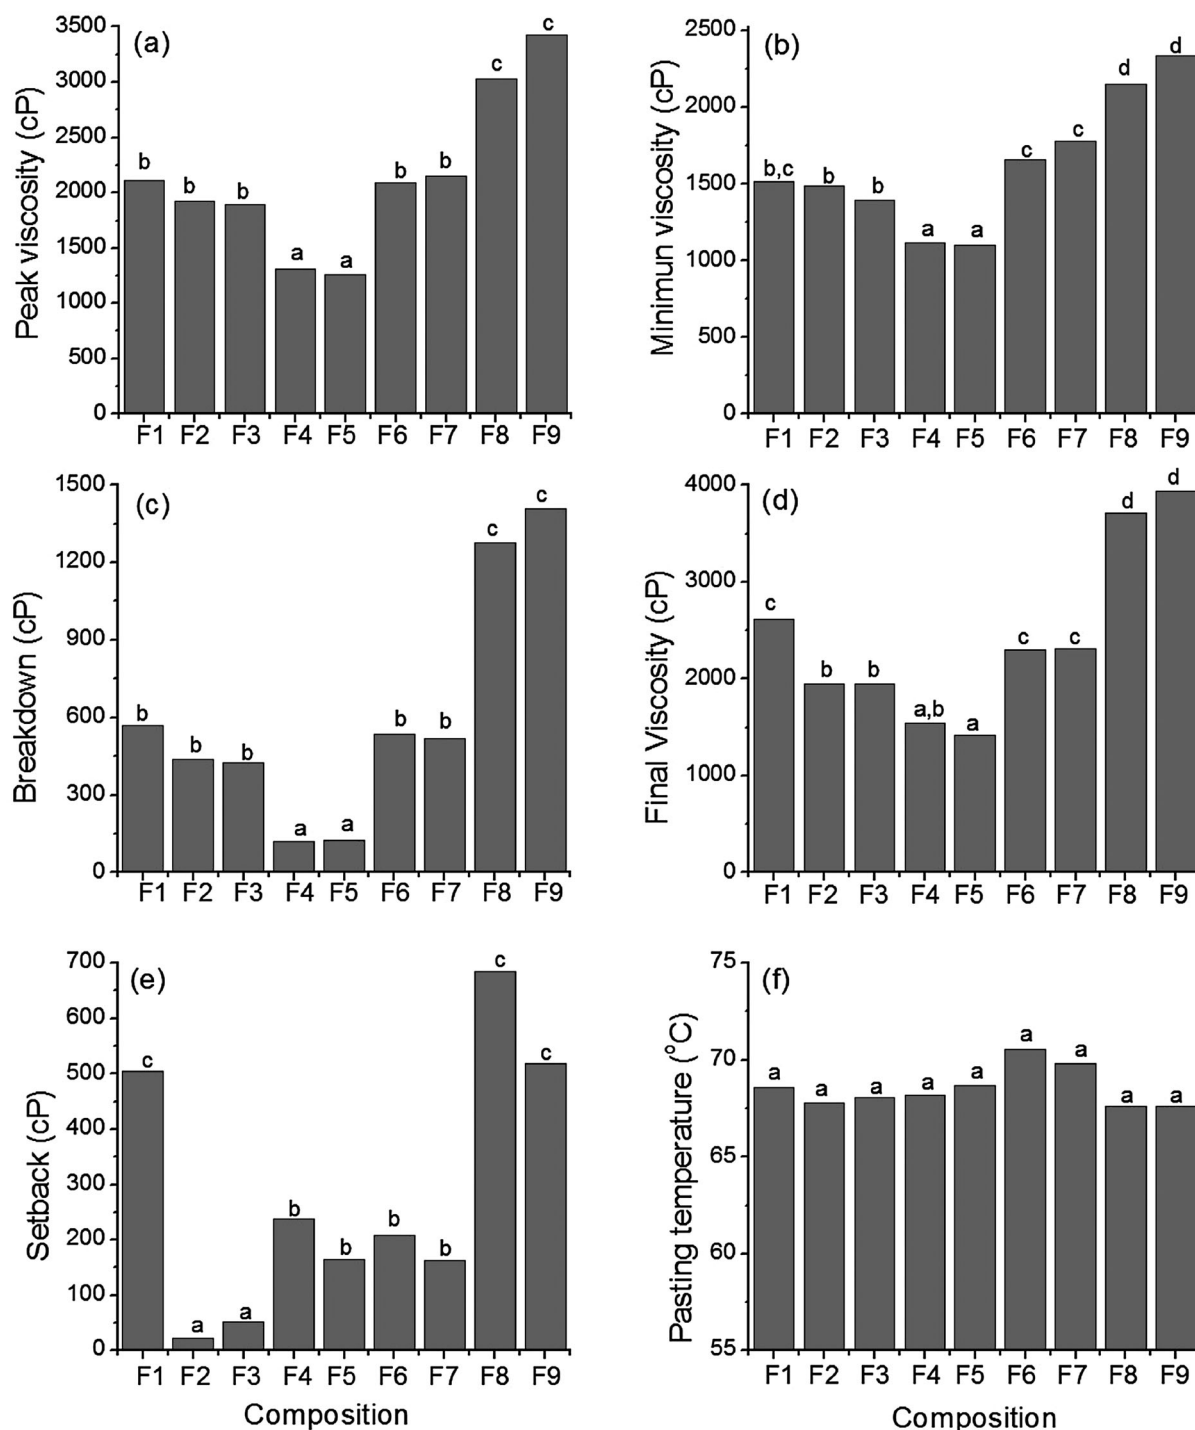 (a)
Peak viscosity (cP)
3500
3000
2500
2000
1500
1000
500
0
b b b a a b b c c
F1 F2 F3 F4 F5 F6 F7 F8 F9
(b)
Minimun viscosity (cP)
2500
2000
1500
1000
500
0
b,c b b a a c c d d
F1 F2 F3 F4 F5 F6 F7 F8 F9
(c)
Breakdown (cP)
1500
1200
900
600
300
0
b b b a a b b c c
F1 F2 F3 F4 F5 F6 F7 F8 F9
(d)
Final Viscosity (cP)
4000
3000
2000
1000
0
c b b a,b a c c d d
F1 F2 F3 F4 F5 F6 F7 F8 F9
(e)
Setback (cP)
700
600
500
400
300
200
100
0
c a a b b b b c c
F1 F2 F3 F4 F5 F6 F7 F8 F9
Composition
(f)
Pasting temperature (°C)
75
70
65
60
55
a a a a a a a a a
F1 F2 F3 F4 F5 F6 F7 F8 F9
Composition